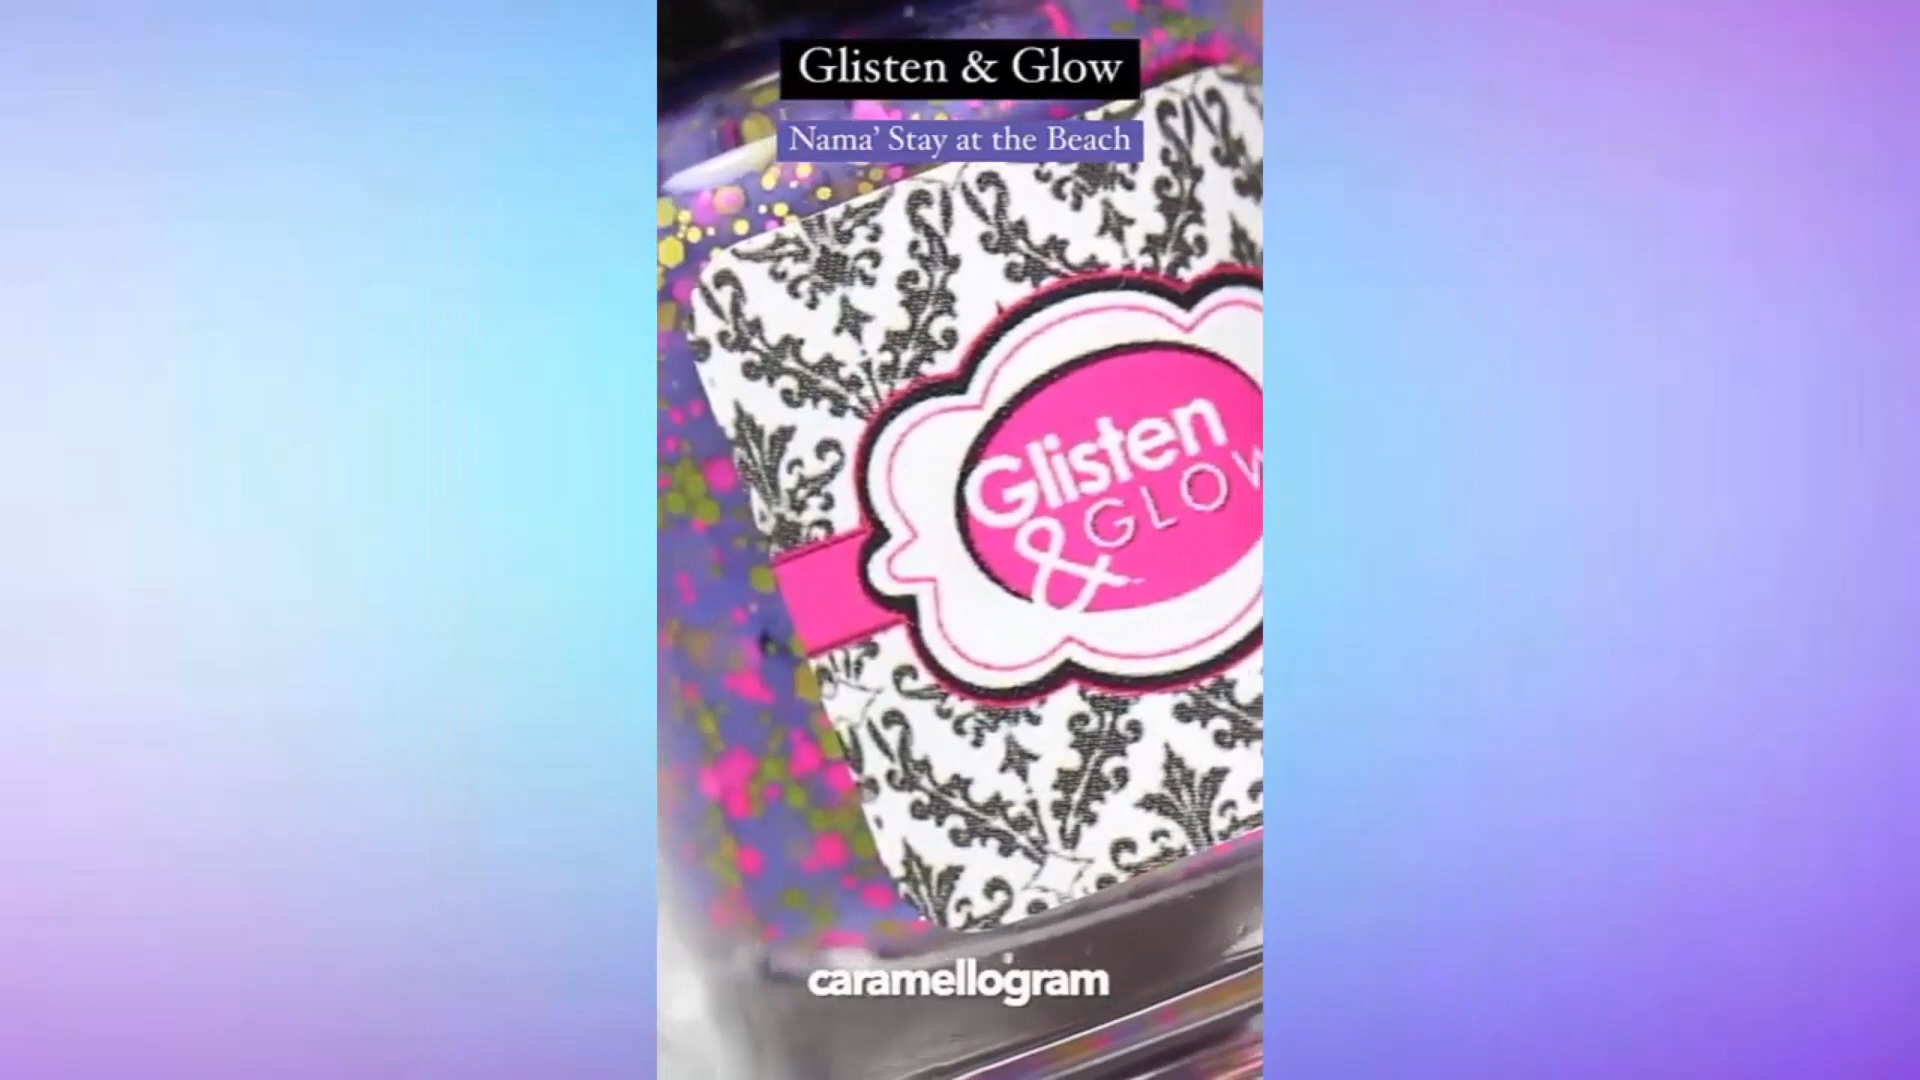 Glisten & Glow
Nama’ Stay at the Beach
Glisten
& GLOW
caramellogram